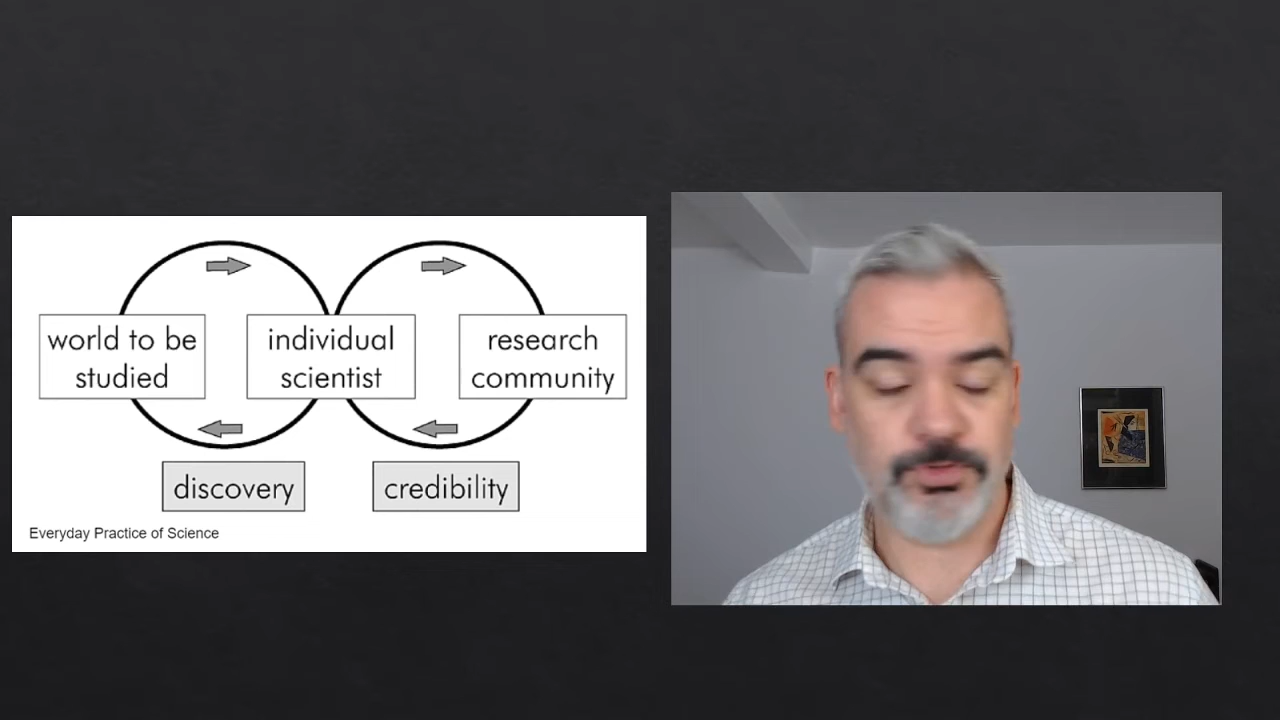 world to be
studied
individual
scientist
research
community
discovery
credibility
Everyday Practice of Science